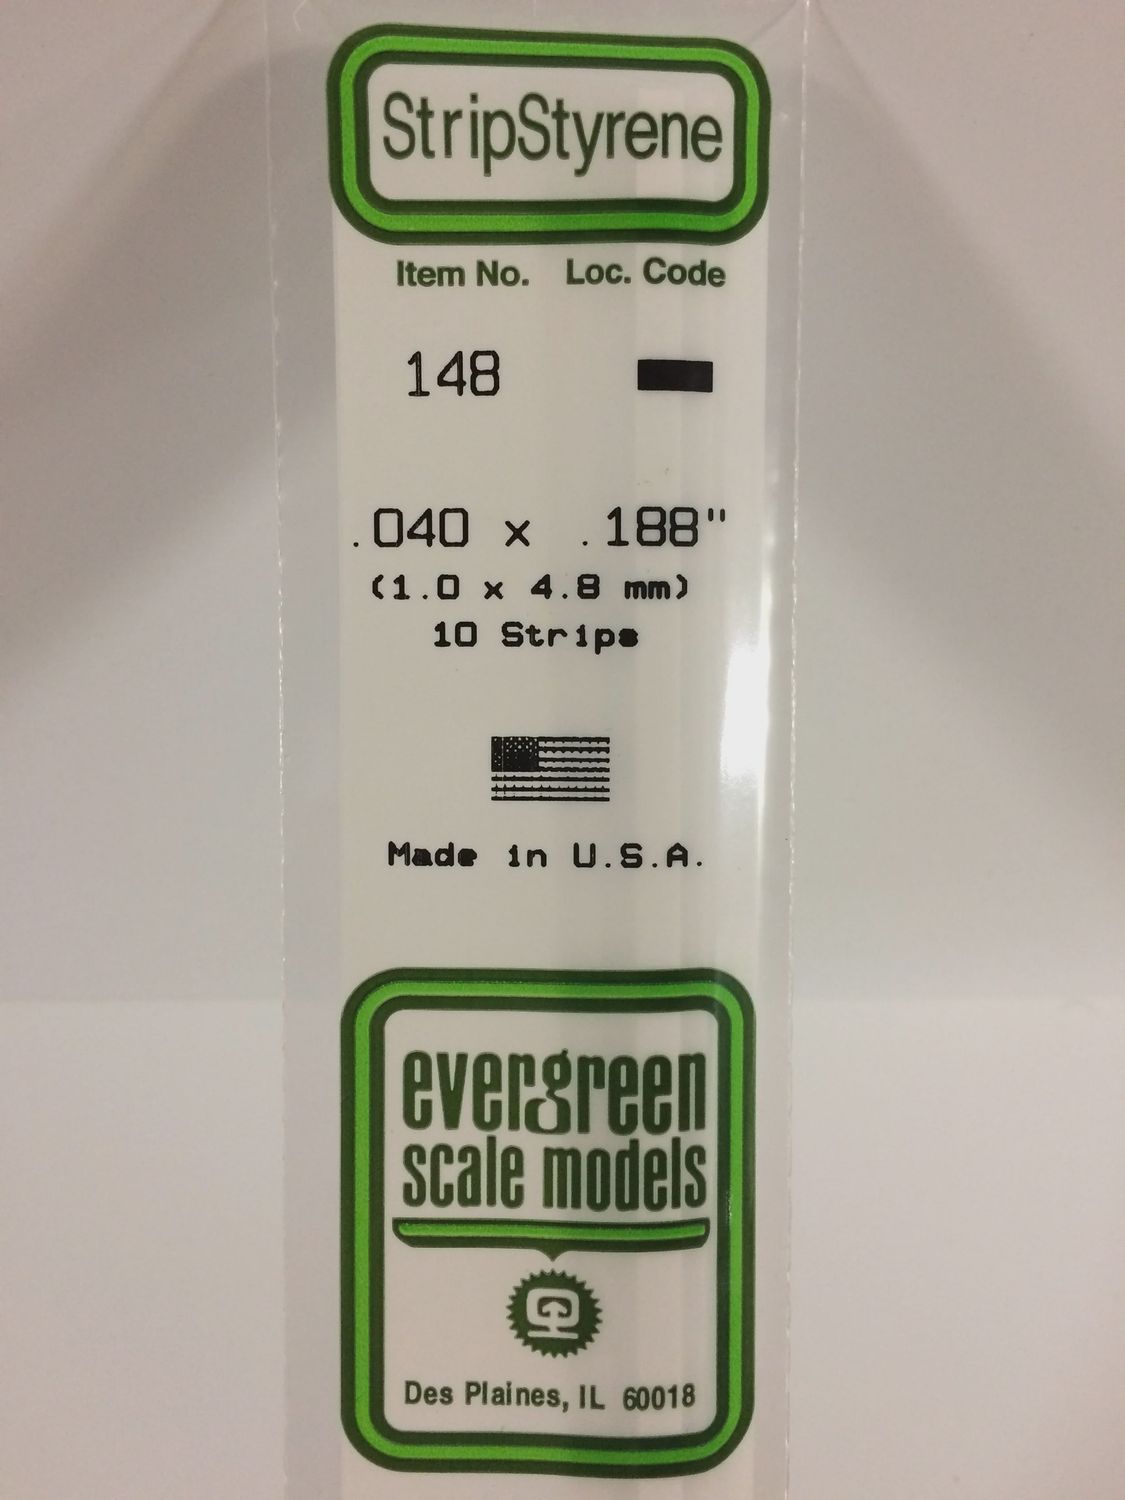 StripStyrene
Item No. Loc. Code
148
.040 x .188"
(1.0 x 4.8 mm)
10 Strips
Made in U.S.A.
evergreen
scale models
Des Plaines, IL 60018